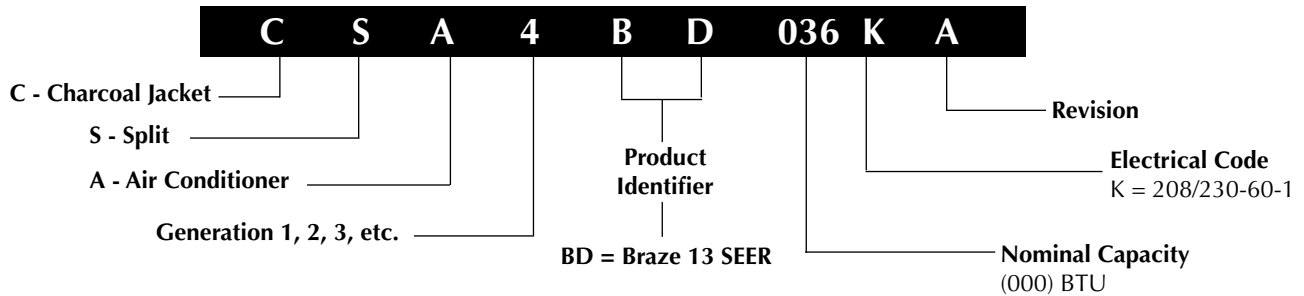 C S A 4 B D 036 K A
C - Charcoal Jacket
S - Split
A - Air Conditioner
Generation 1, 2, 3, etc.
Product
Identifier
BD = Braze 13 SEER
Revision
Electrical Code
K = 208/230-60-1
Nominal Capacity
(000) BTU